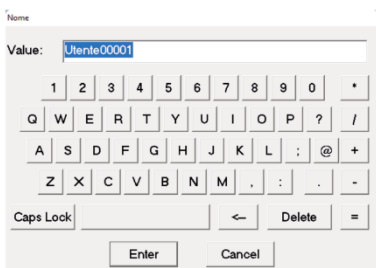 Nome
Value: Utente00001
1 2 3 4 5 6 7 8 9 0 *
Q W E R T Y U I O P ? /
A S D F G H J K L ; @ +
Z X C V B N M , : . -
Caps Lock <- Delete =
Enter Cancel